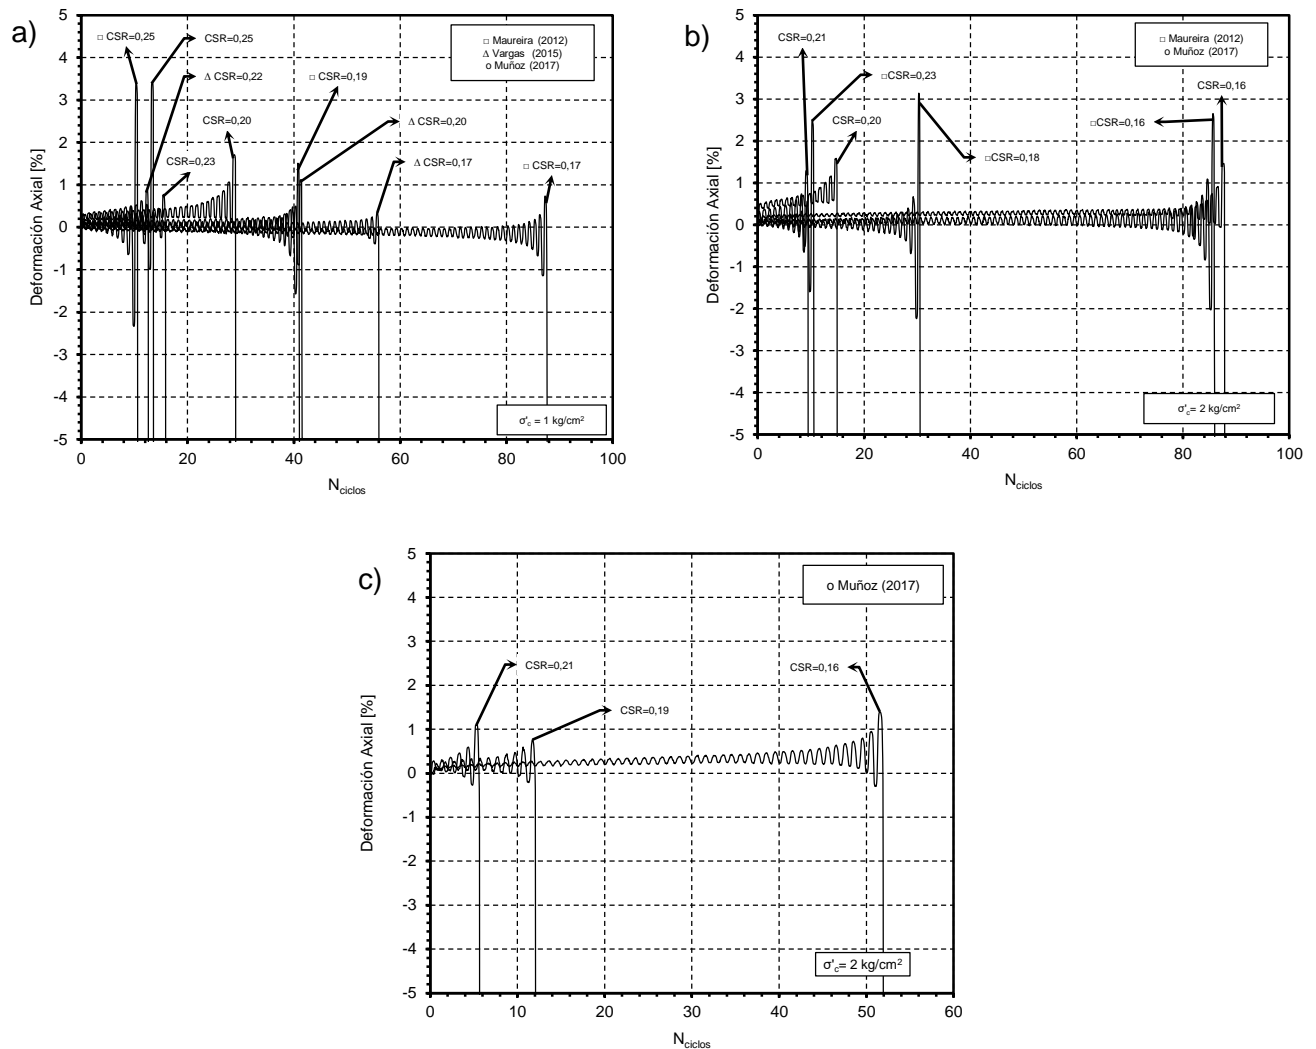 a)
□ Maureira (2012)
Δ Vargas (2015)
o Muñoz (2017)
□ CSR=0,25
CSR=0,25
Δ CSR=0,22
□ CSR=0,19
CSR=0,20
Δ CSR=0,20
CSR=0,23
Δ CSR=0,17
□ CSR=0,17
σ'c = 1 kg/cm²
5
4
3
2
1
0
-1
-2
-3
-4
-5
Deformación Axial [%]
0 20 40 60 80 100
Nciclos
b)
□ Maureira (2012)
o Muñoz (2017)
CSR=0,21
□CSR=0,23
CSR=0,16
CSR=0,20
□CSR=0,16
□CSR=0,18
σ'c= 2 kg/cm²
5
4
3
2
1
0
-1
-2
-3
-4
-5
Deformación Axial [%]
0 20 40 60 80 100
Nciclos
c)
o Muñoz (2017)
CSR=0,21
CSR=0,16
CSR=0,19
σ'c= 2 kg/cm²
5
4
3
2
1
0
-1
-2
-3
-4
-5
Deformación Axial [%]
0 10 20 30 40 50 60
Nciclos